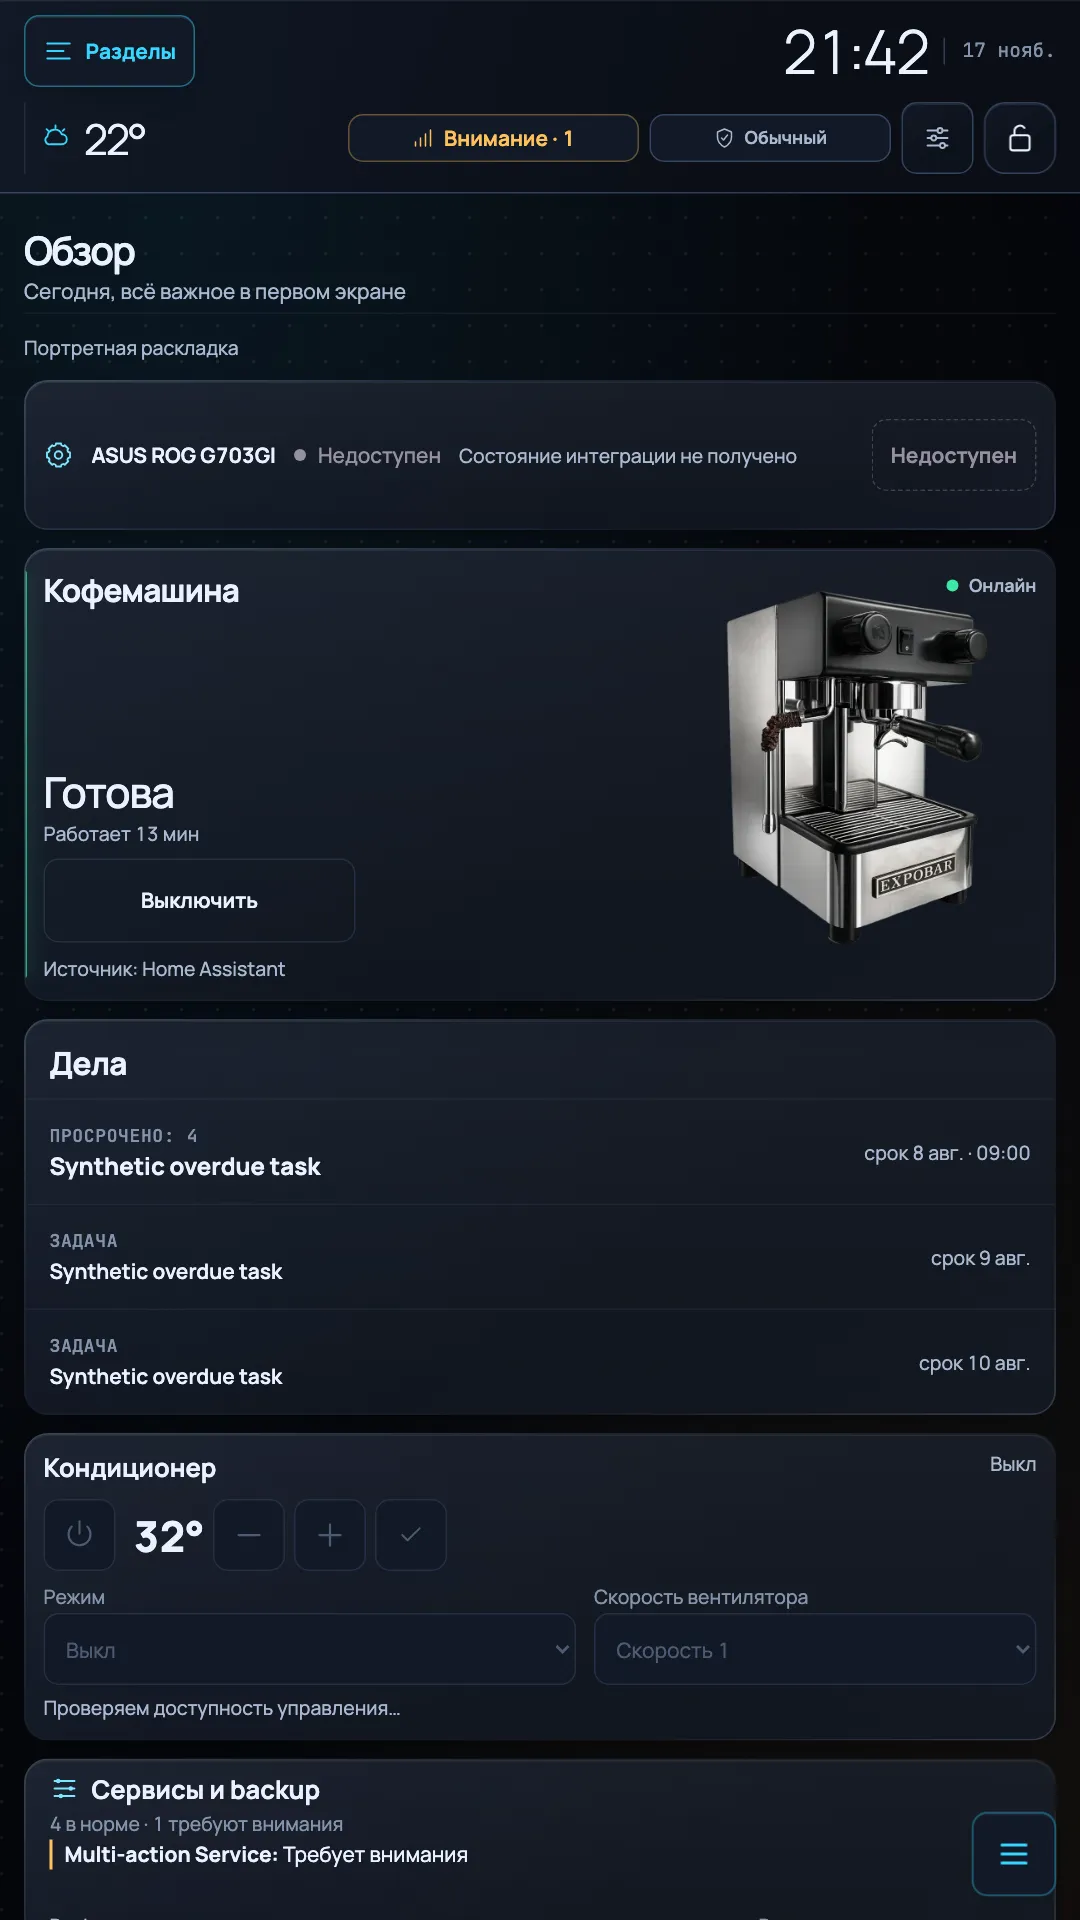 Разделы
21:42
17 нояб.
22°
Внимание · 1
Обычный
Обзор
Сегодня, всё важное в первом экране
Портретная раскладка
ASUS ROG G703GI
Недоступен
Состояние интеграции не получено
Недоступен
Кофемашина
Онлайн
EXPOBAR
Готова
Работает 13 мин
Выключить
Источник: Home Assistant
Дела
ПРОСРОЧЕНО: 4
Synthetic overdue task
срок 8 авг. · 09:00
ЗАДАЧА
Synthetic overdue task
срок 9 авг.
ЗАДАЧА
Synthetic overdue task
срок 10 авг.
Кондиционер
Выкл
32°
Режим
Скорость вентилятора
Выкл
Скорость 1
Проверяем доступность управления…
Сервисы и backup
4 в норме · 1 требуют внимания
Multi-action Service: Требует внимания